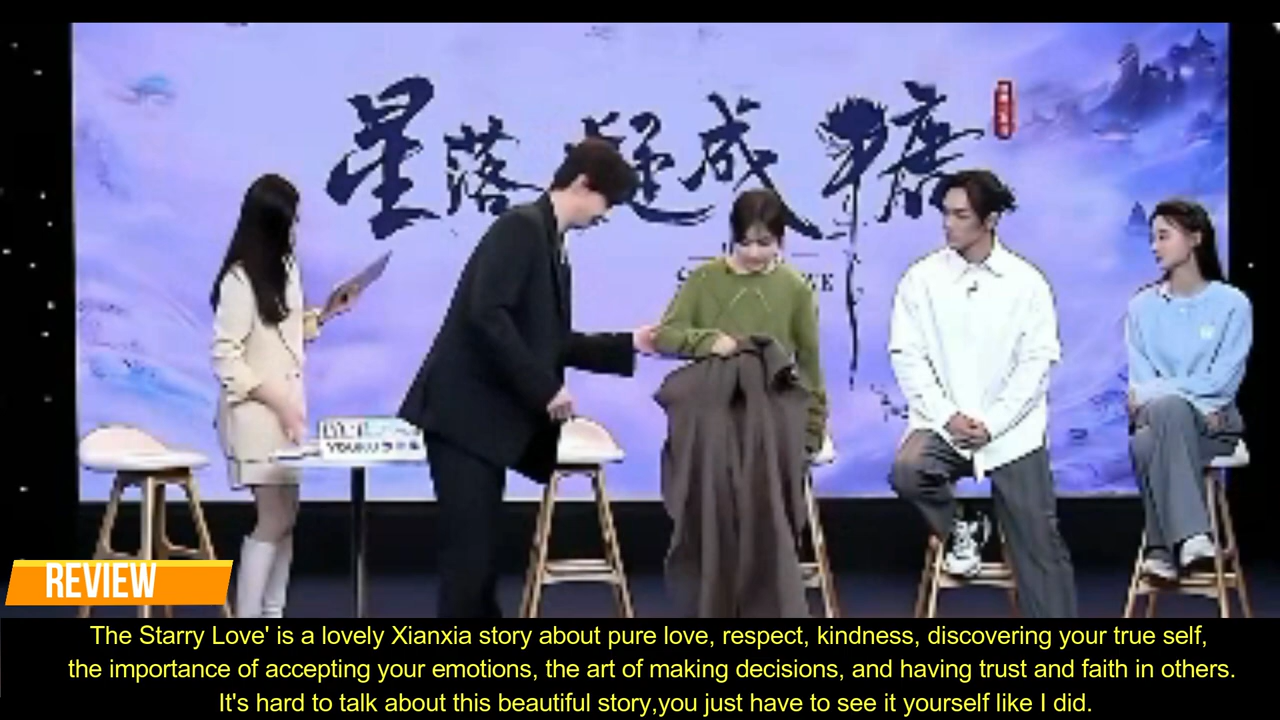 星落凝成糖
YOUKU
REVIEW
The Starry Love' is a lovely Xianxia story about pure love, respect, kindness, discovering your true self,
the importance of accepting your emotions, the art of making decisions, and having trust and faith in others.
It's hard to talk about this beautiful story,you just have to see it yourself like I did.